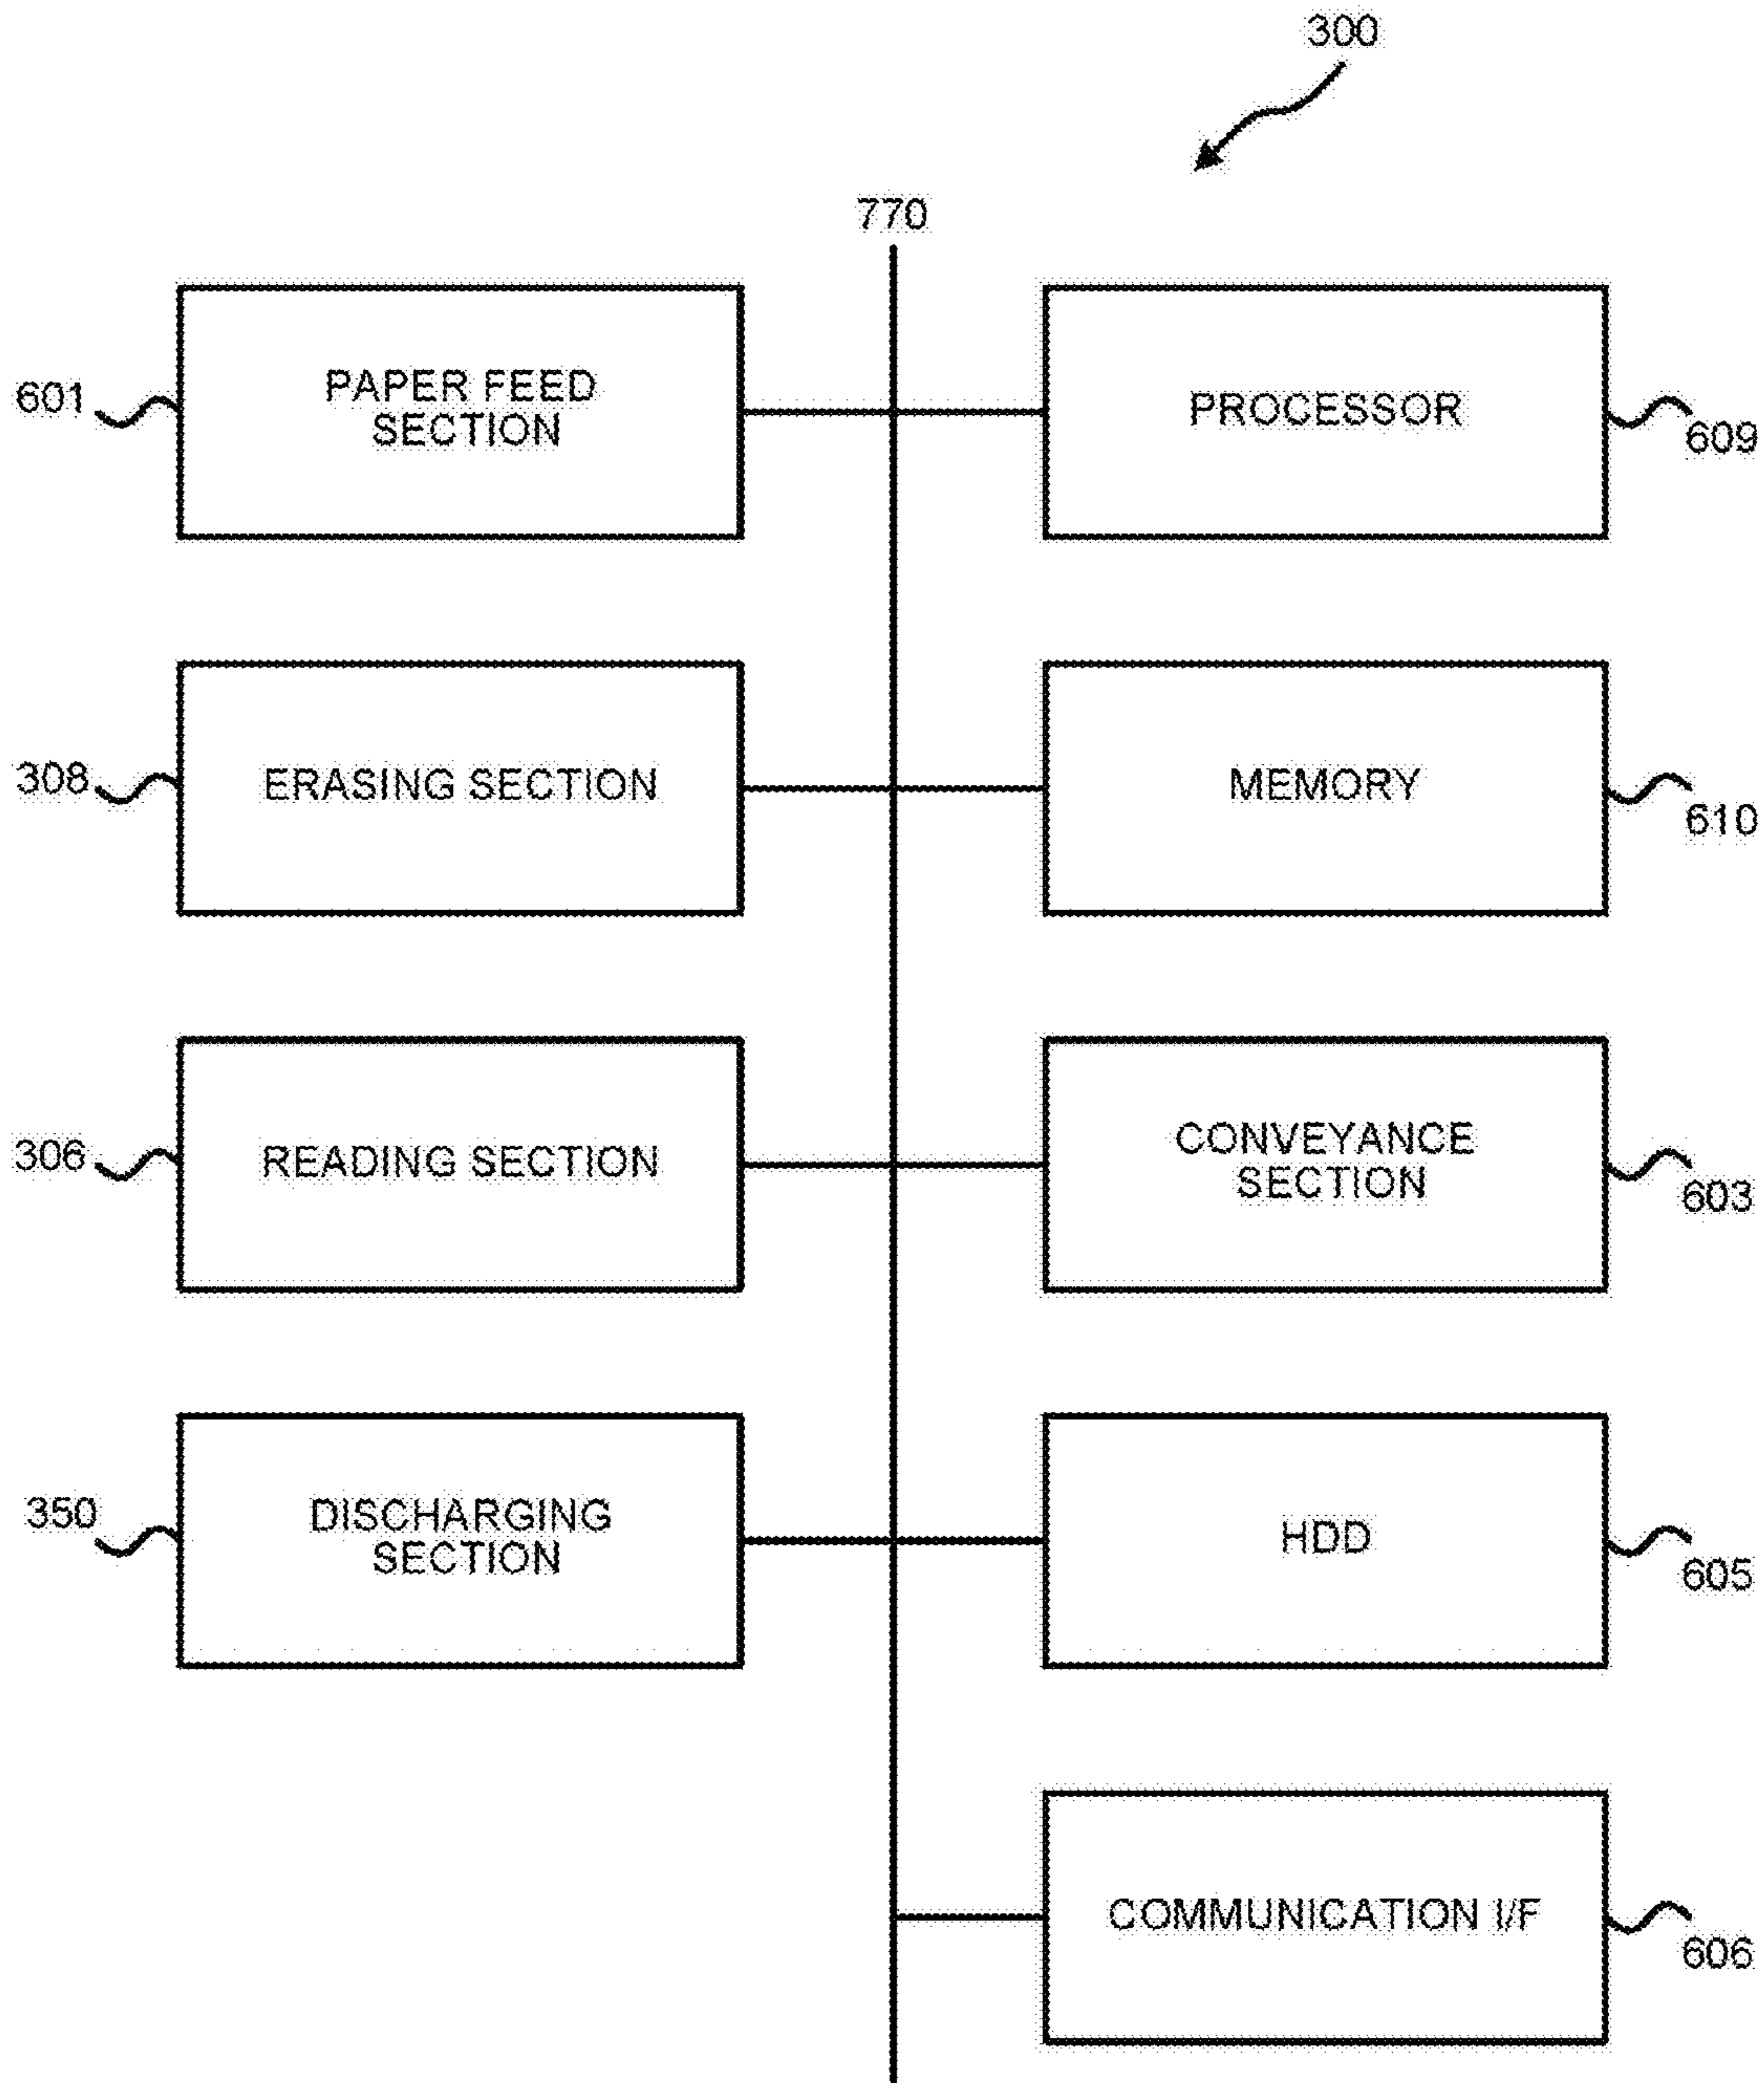 300
770
601
PAPER FEED
SECTION
PROCESSOR
609
308
ERASING SECTION
MEMORY
610
306
READING SECTION
CONVEYANCE
SECTION
603
350
DISCHARGING
SECTION
HDD
605
COMMUNICATION I/F
606